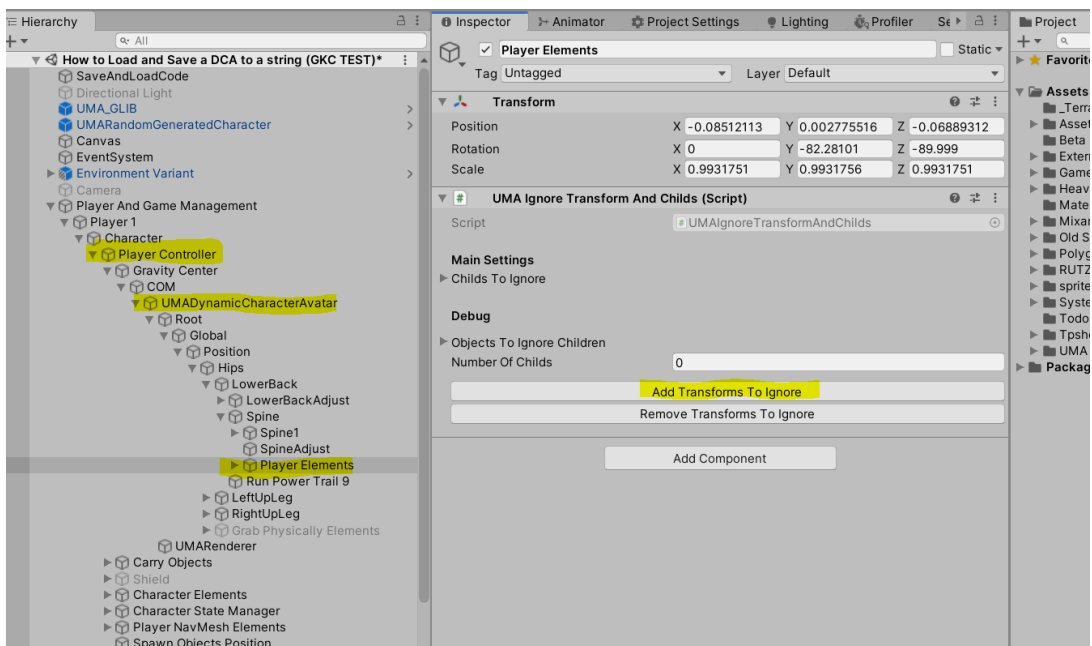 Hierarchy
All
How to Load and Save a DCA to a string (GKC TEST)*
SaveAndLoadCode
Directional Light
UMA_GLIB
UMARandomGeneratedCharacter
Canvas
EventSystem
Environment Variant
Camera
Player And Game Management
Player 1
Character
Player Controller
Gravity Center
COM
UMADynamicCharacterAvatar
Root
Global
Position
Hips
LowerBack
LowerBackAdjust
Spine
Spine1
SpineAdjust
Player Elements
Run Power Trail 9
LeftUpLeg
RightUpLeg
Grab Physically Elements
UMARenderer
Carry Objects
Shield
Character Elements
Character State Manager
Player NavMesh Elements
Spawn Objects Position
Inspector Animator Project Settings Lighting Profiler Se
Player Elements Static
Tag Untagged Layer Default
Transform
Position X -0.08512113 Y 0.002775516 Z -0.06889312
Rotation X 0 Y -82.28101 Z -89.999
Scale X 0.9931751 Y 0.9931756 Z 0.9931751
# UMA Ignore Transform And Childs (Script)
Script # UMAIgnoreTransformAndChilds
Main Settings
Childs To Ignore
Debug
Objects To Ignore Children
Number Of Childs 0
Add Transforms To Ignore
Remove Transforms To Ignore
Add Component
Project
Favorit
Assets
_Terra
Asset
Beta
Exter
Game
Heav
Mate
Mixar
Old S
Polyg
RUTZ
sprite
Syste
Todo
Tpsh
UMA
Packag